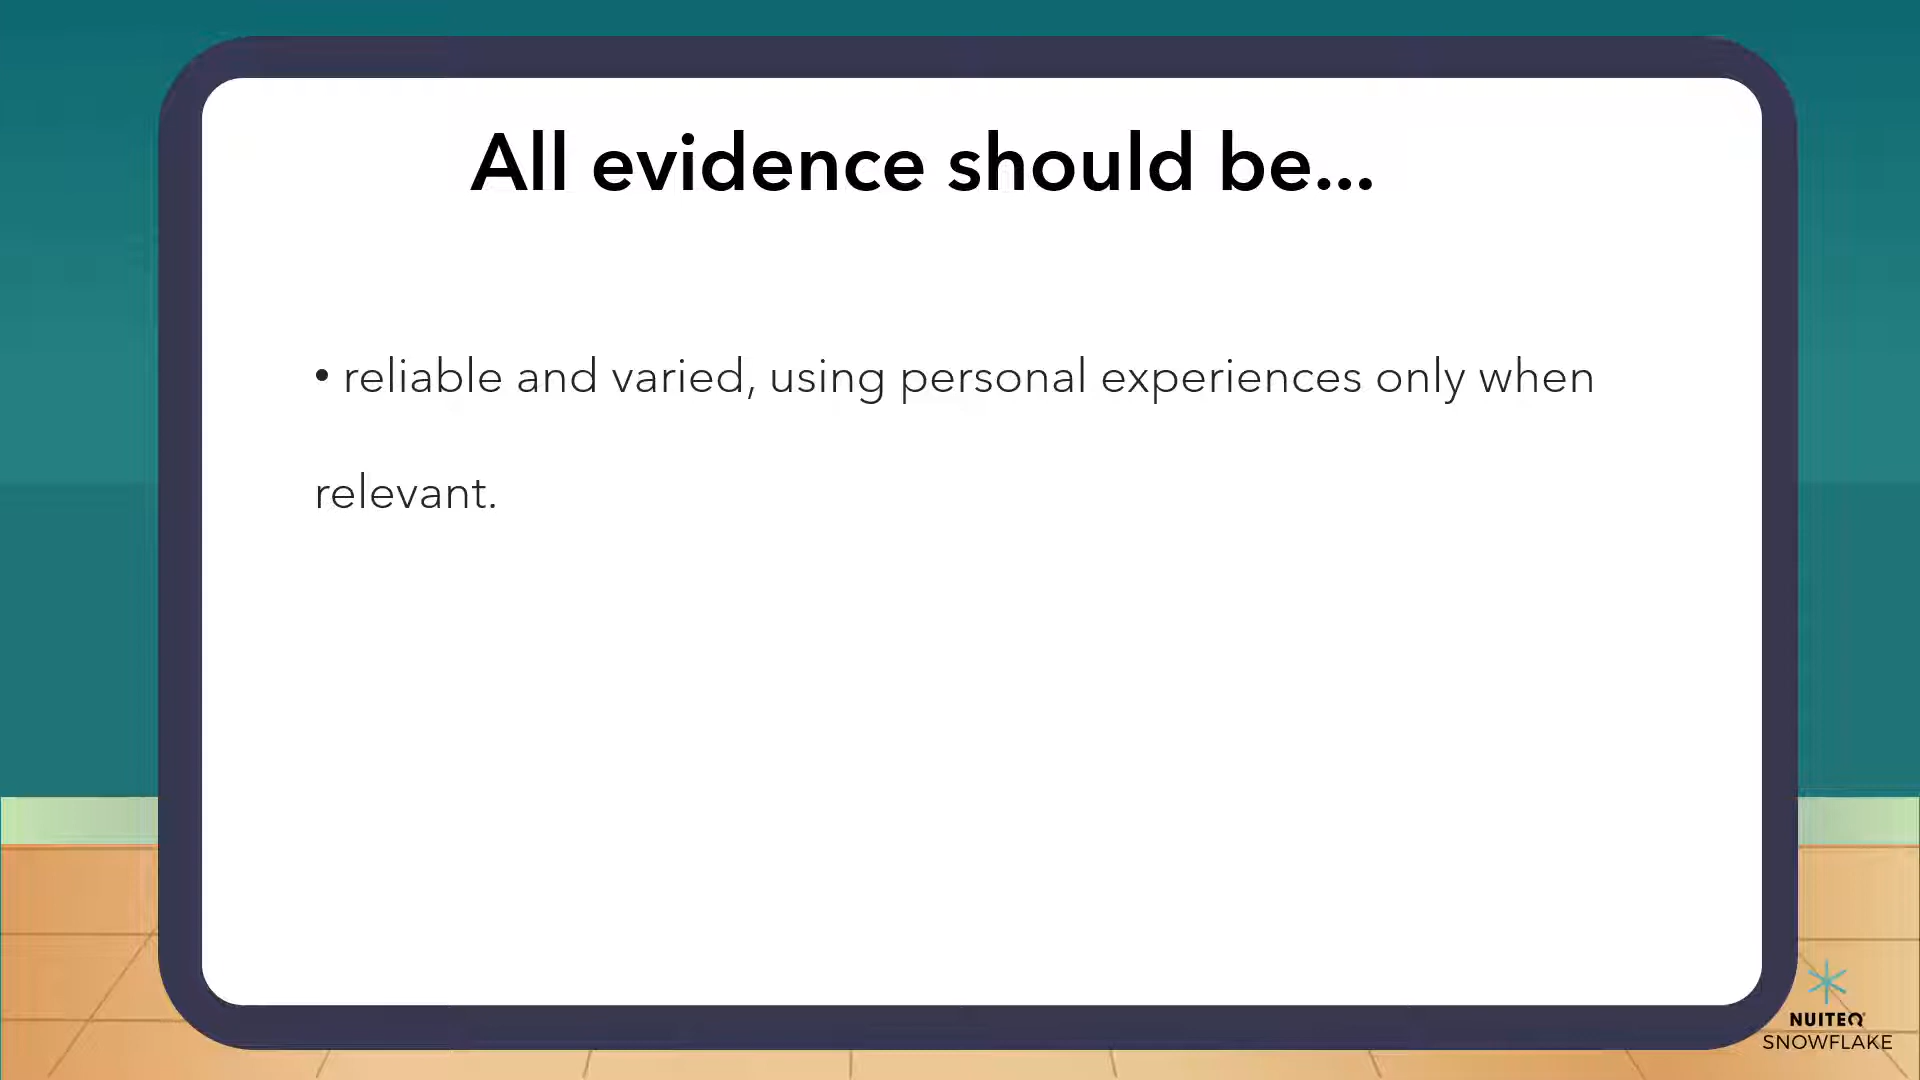 All evidence should be...
• reliable and varied, using personal experiences only when
relevant.
NUITEQ
SNOWFLAKE